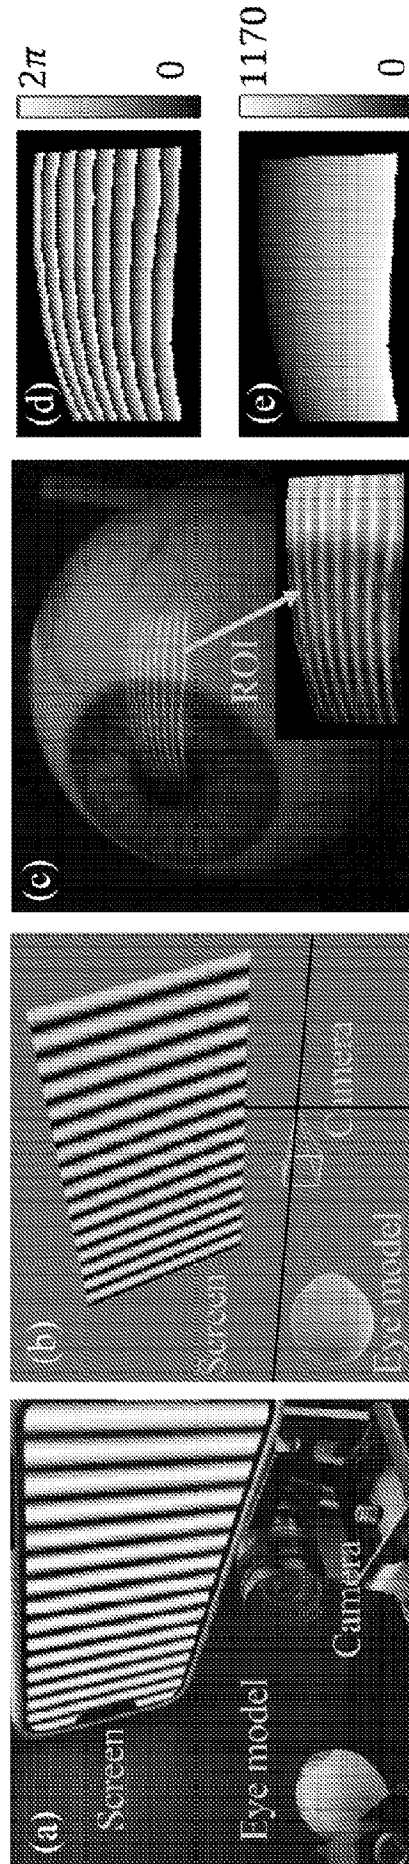 (a)
Screen
Eye model
Camera
(b)
Screen
Eye model
Camera
(c)
ROI
(d)
2π
0
(e)
1170
0